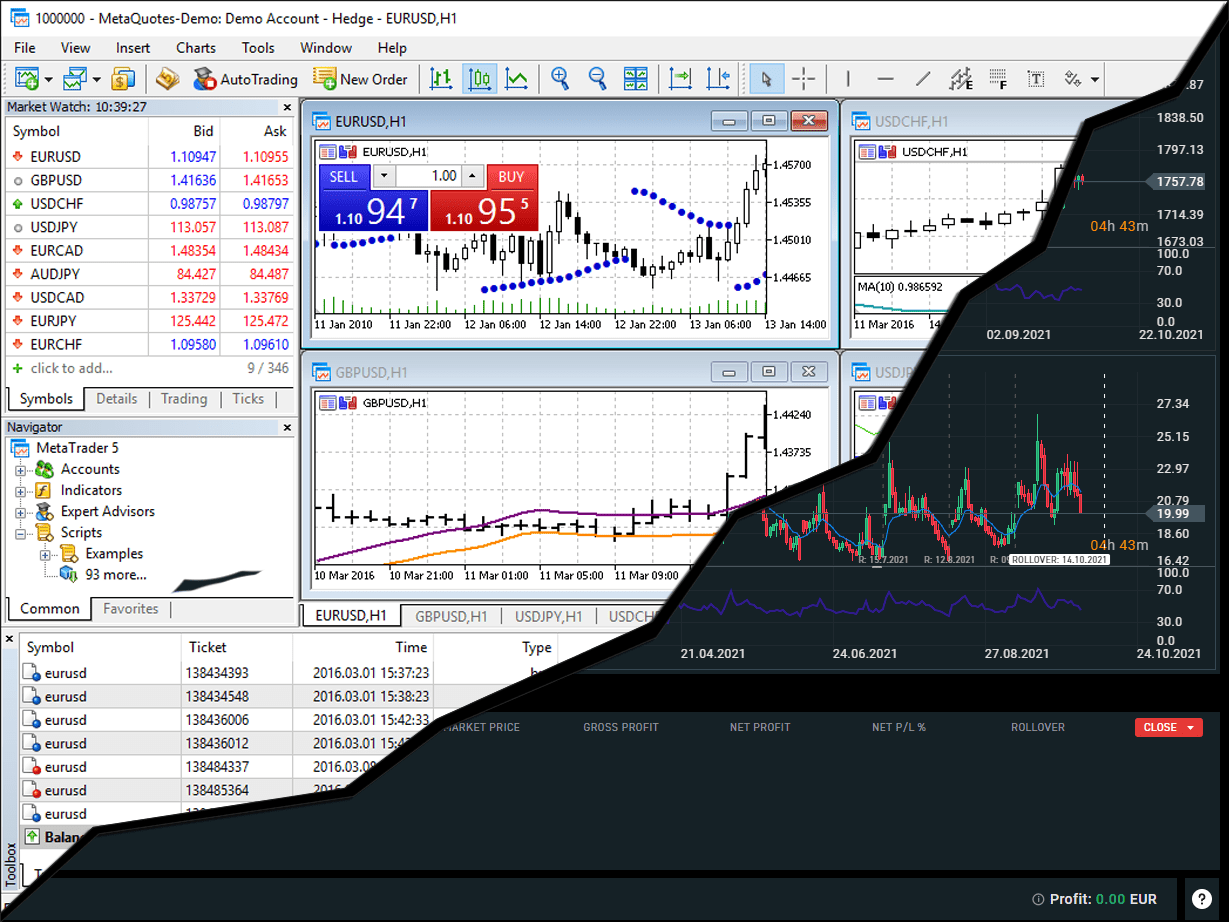 1000000 - MetaQuotes-Demo: Demo Account - Hedge - EURUSD,H1
File View Insert Charts Tools Window Help
AutoTrading New Order E F T
Market Watch: 10:39:27
Symbol Bid Ask
EURUSD 1.10947 1.10955
GBPUSD 1.41636 1.41653
USDCHF 0.98757 0.98797
USDJPY 113.057 113.087
EURCAD 1.48354 1.48434
AUDJPY 84.427 84.487
USDCAD 1.33729 1.33769
EURJPY 125.442 125.472
EURCHF 1.09580 1.09610
click to add... 9 / 346
Symbols Details Trading Ticks
Navigator
MetaTrader 5
Accounts
Indicators
Expert Advisors
Scripts
Examples
93 more...
Common Favorites
EURUSD,H1
EURUSD,H1
SELL 1.00 BUY
1.10 94 7 1.10 95 5
1.45700
1.45355
1.45010
1.44665
11 Jan 2010 11 Jan 22:00 12 Jan 06:00 12 Jan 14:00 12 Jan 22:00 13 Jan 06:00 13 Jan 14:00
USDCHF,H1
USDCHF,H1
MA(10) 0.986592
11 Mar 2016
GBPUSD,H1
GBPUSD,H1
1.44240
1.43735
10 Mar 2016 10 Mar 21:00 11 Mar 01:00 11 Mar 05:00 11 Mar 09:00
EURUSD,H1 GBPUSD,H1 USDJPY,H1
.87
1838.50
1797.13
1757.78
1714.39
04h 43m
1673.03
100.0
70.0
30.0
0.0
02.09.2021 22.10.2021
27.34
25.15
22.97
20.79
19.99
18.60
04h 43m
16.42
R: 15.7.2021 R: 12.8.2021 ROLLOVER: 14.10.2021
100.0
70.0
30.0
0.0
21.04.2021 24.06.2021 27.08.2021 24.10.2021
Symbol Ticket Time Type
eurusd 138434393 2016.03.01 15:37:23
eurusd 138434548 2016.03.01 15:38:23
eurusd 138436006 2016.03.01 15:42:33
eurusd 138436012 2016.03.01
eurusd 138484337
eurusd 138485364
eurusd
Toolbox
MARKET PRICE GROSS PROFIT NET PROFIT NET P/L % ROLLOVER CLOSE
Profit: 0.00 EUR ?